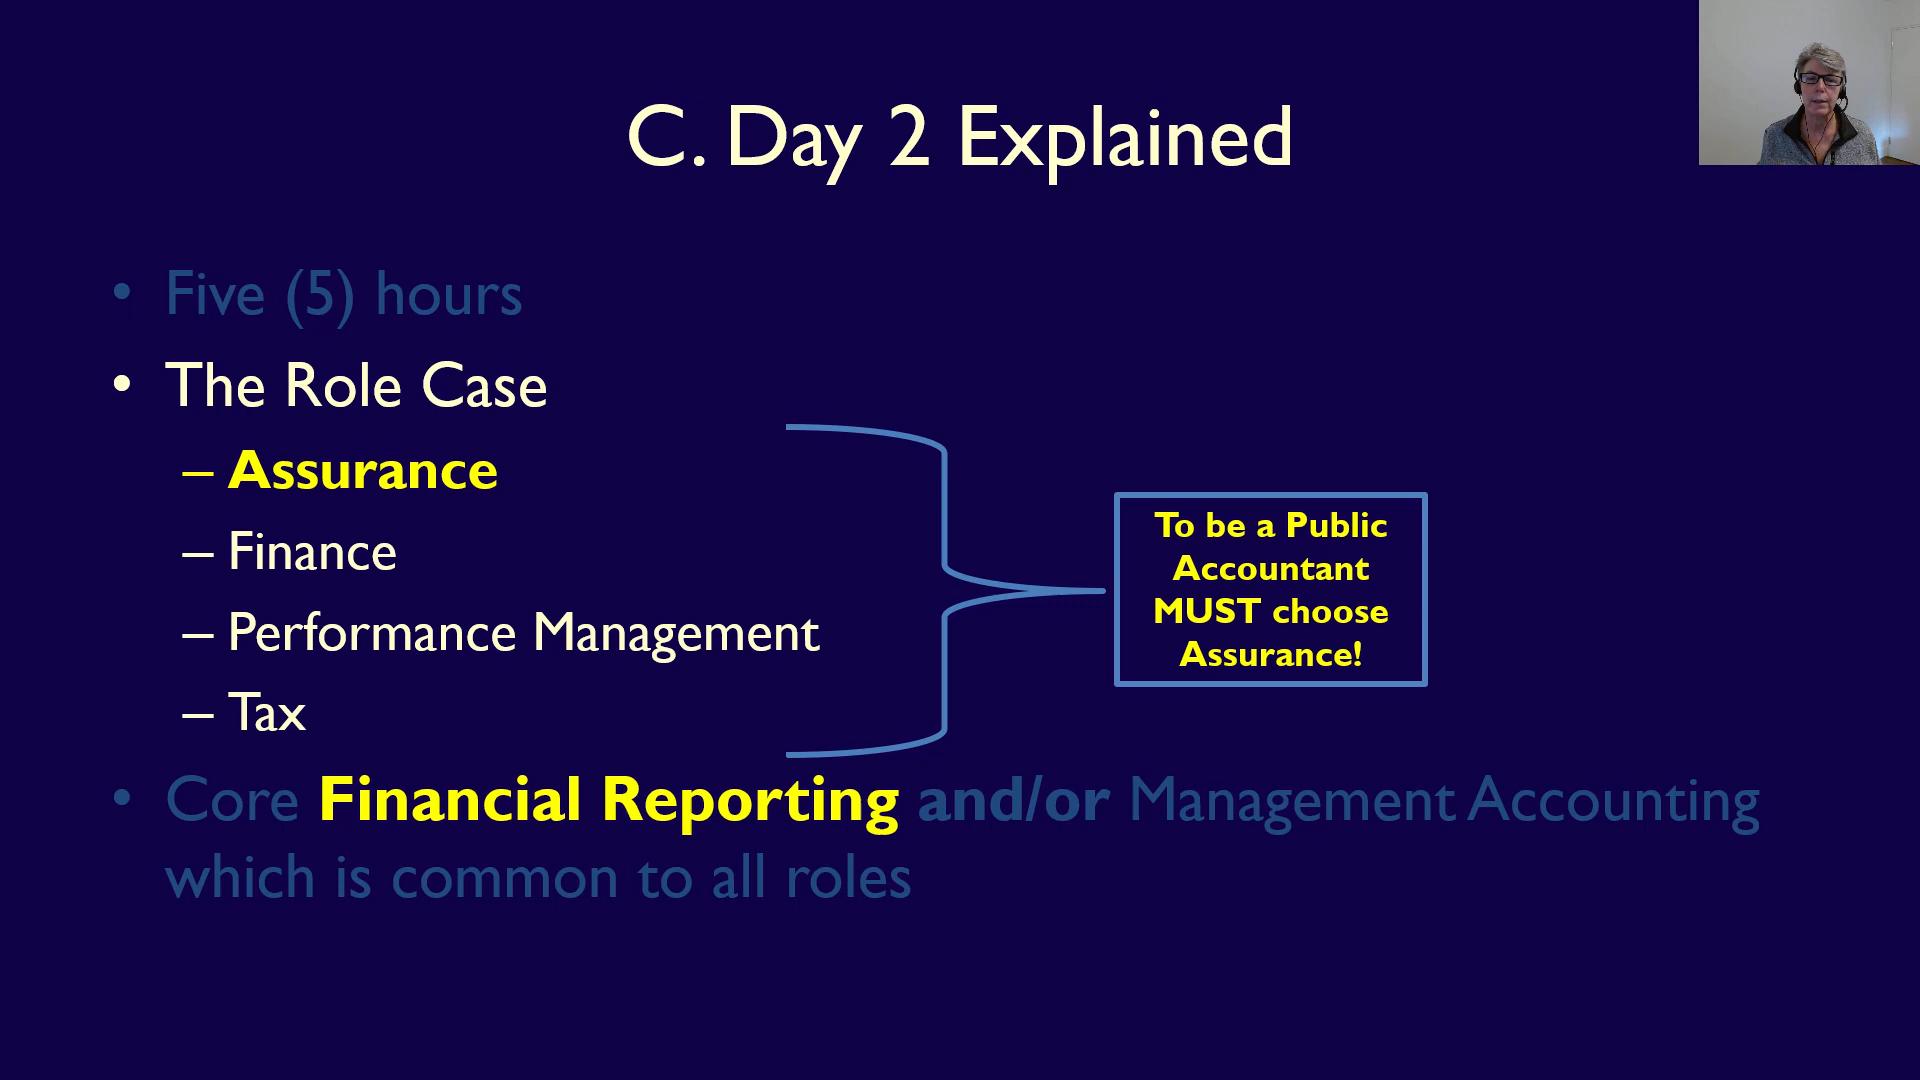 C. Day 2 Explained
• Five (5) hours
• The Role Case
– Assurance
– Finance
– Performance Management
– Tax
To be a Public
Accountant
MUST choose
Assurance!
• Core Financial Reporting and/or Management Accounting
which is common to all roles